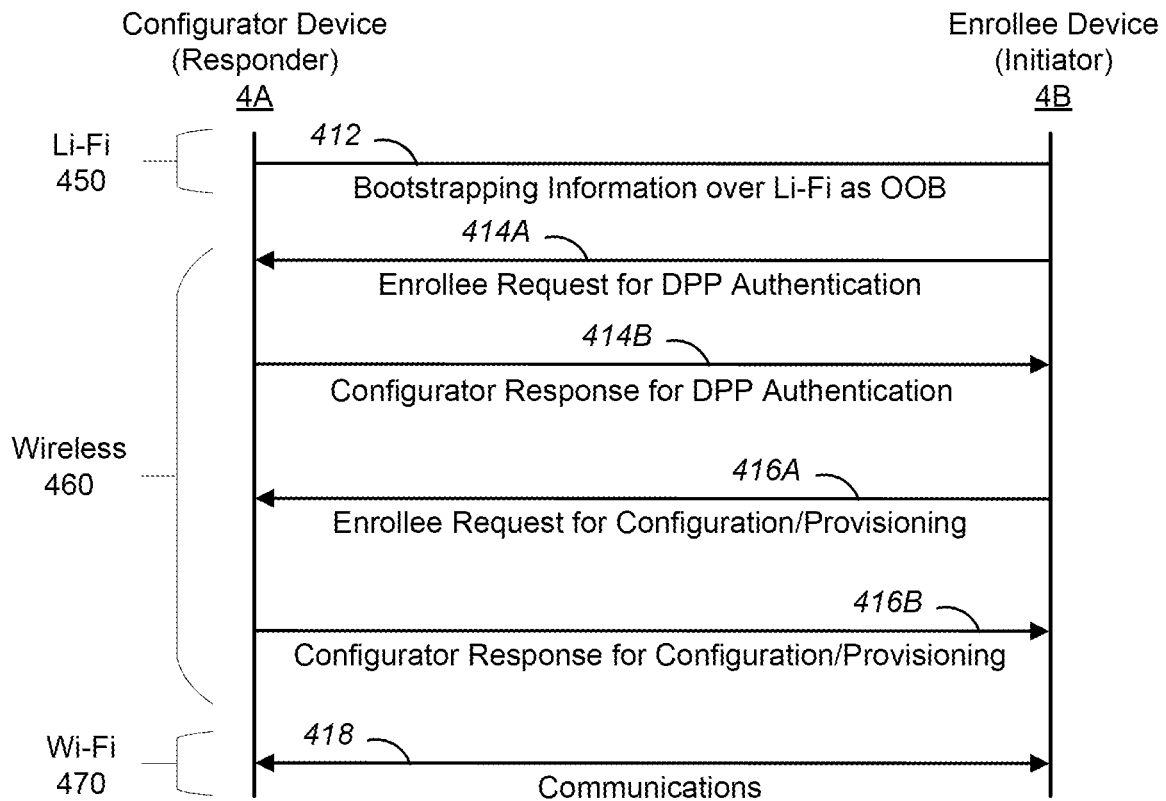 Configurator Device
(Responder)
4A
Enrollee Device
(Initiator)
4B
Li-Fi
450
412
Bootstrapping Information over Li-Fi as OOB
414A
Enrollee Request for DPP Authentication
414B
Configurator Response for DPP Authentication
Wireless
460
416A
Enrollee Request for Configuration/Provisioning
416B
Configurator Response for Configuration/Provisioning
Wi-Fi
470
418
Communications